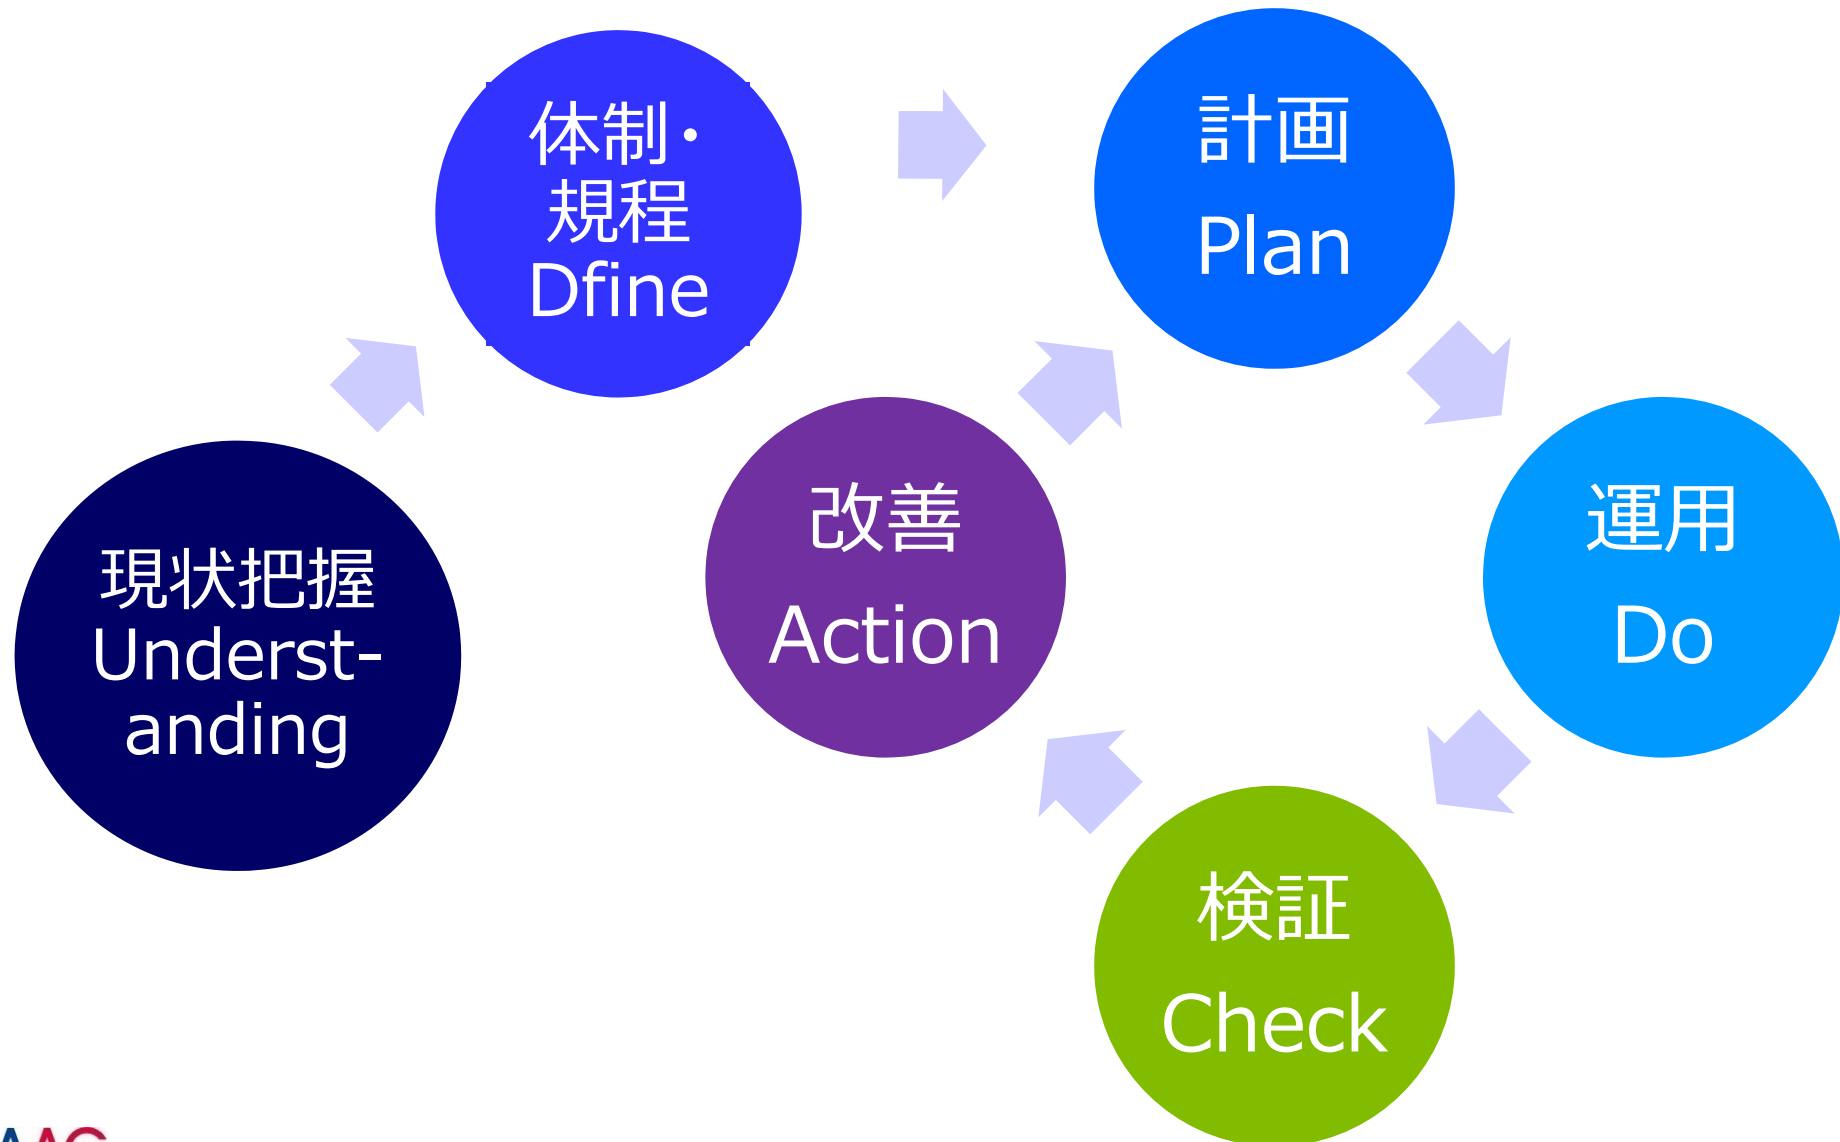 体制・
規程
Dfine
計画
Plan
改善
Action
運用
Do
現状把握
Underst-
anding
検証
Check